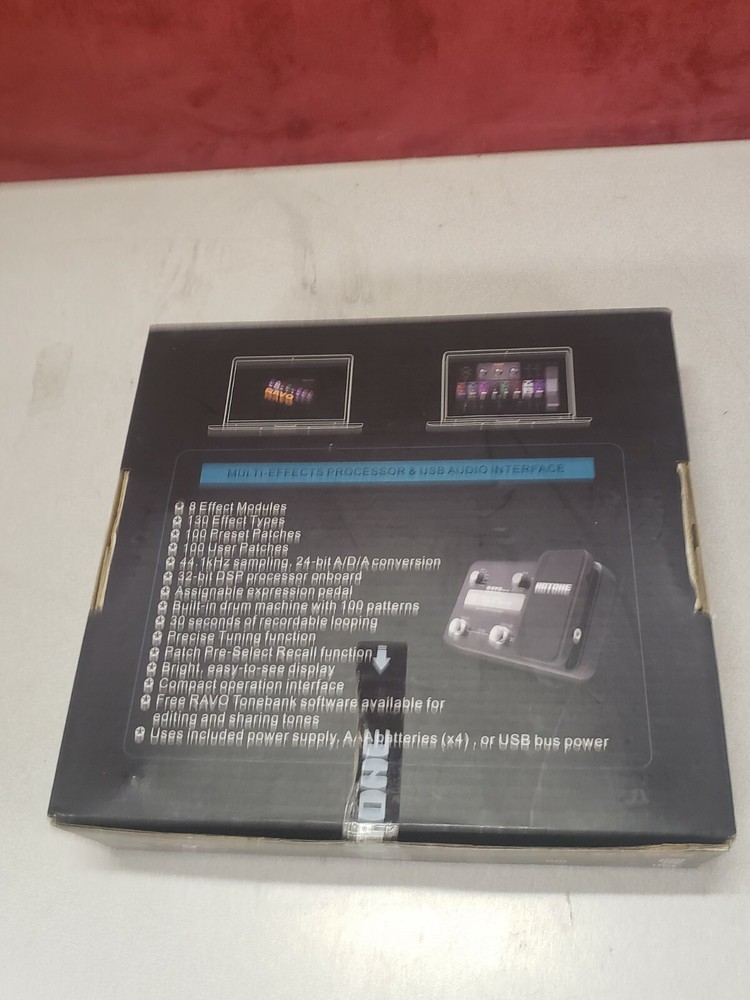 RAVO
MULTI-EFFECTS PROCESSOR & USB AUDIO INTERFACE
8 Effect Modules
130 Effect Types
100 Preset Patches
100 User Patches
44.1kHz sampling, 24-bit A/D/A conversion
32-bit DSP processor onboard
Assignable expression pedal
HOTONE
Built-in drum machine with 100 patterns
30 seconds of recordable looping
Precise Tuning function
Patch Pre-Select Recall function
Bright, easy-to-see display
Compact operation interface
Free RAVO Tonebank software available for
editing and sharing tones
Uses included power supply, AAA batteries (x4) , or USB bus power
ONE